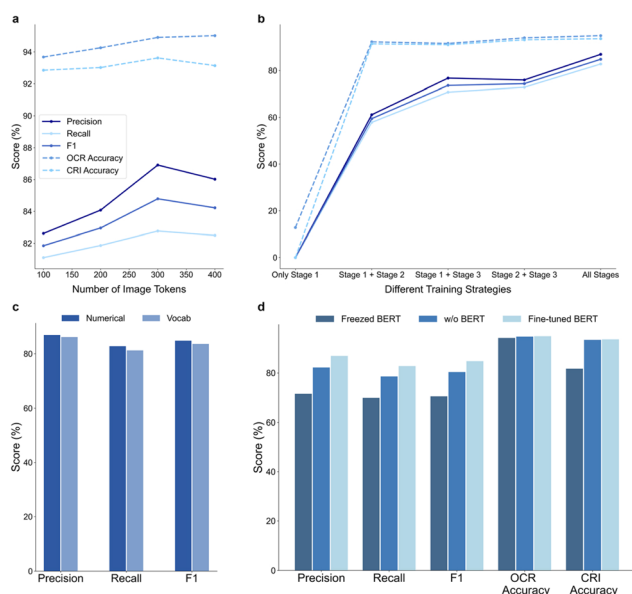 a
Score (%)
94
92
90
88
86
84
82
Precision
Recall
F1
OCR Accuracy
CRI Accuracy
100 150 200 250 300 350 400
Number of Image Tokens
b
Score (%)
80
60
40
20
0
Only Stage 1 Stage 1 + Stage 2 Stage 1 + Stage 3 Stage 2 + Stage 3 All Stages
Different Training Strategies
c
Numerical Vocab
Score (%)
80
60
40
20
0
Precision Recall F1
d
Freezed BERT w/o BERT Fine-tuned BERT
Score (%)
80
60
40
20
0
Precision Recall F1 OCR Accuracy CRI Accuracy